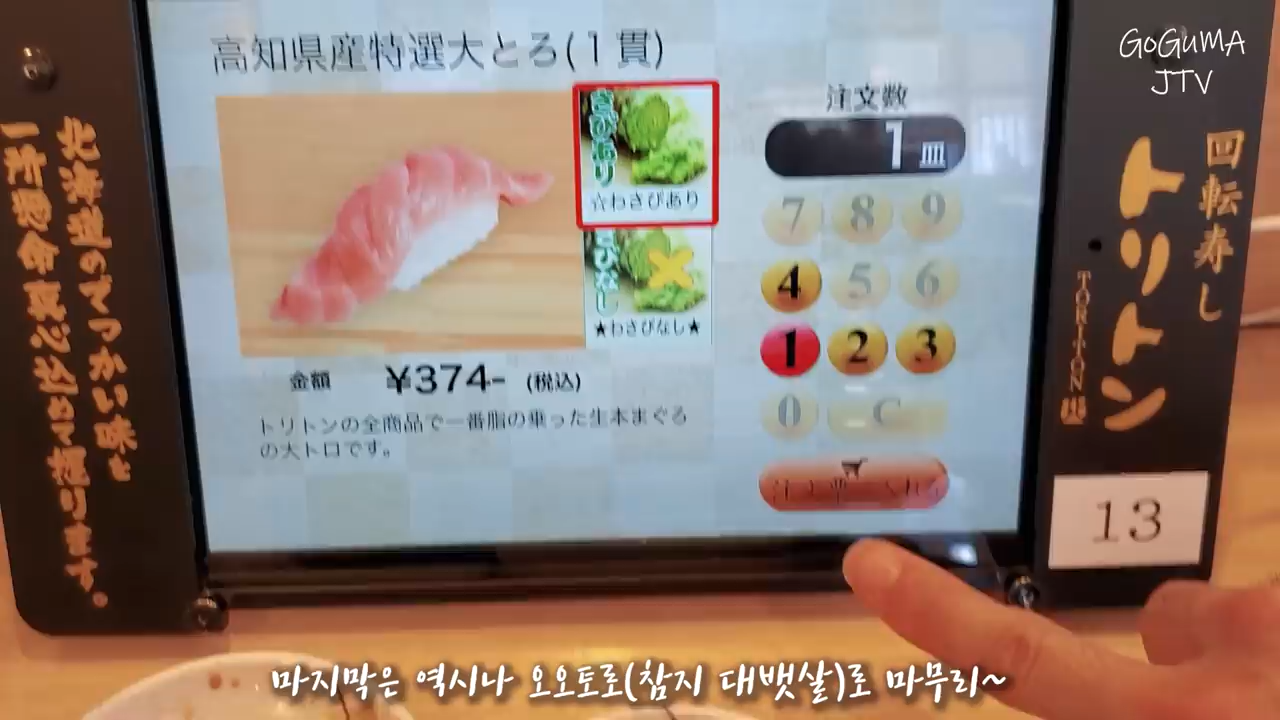 高知県産特選大とろ(1貫)
さびあり
☆わさびあり
さびなし
★わさびなし★
金額 ¥374- (税込)
トリトンの全商品で一番脂の乗った生本まぐろ
の大トロです。
注文数
1皿
7 8 9
4 5 6
1 2 3
0 C
北海道のでっかい味を
一所懸命真心込めて握ります。
GoGuMA
JTV
回転寿し
トリトン
TORITON
13
마지막은 역시나 오오토로(참지 대뱃살)로 마무리~